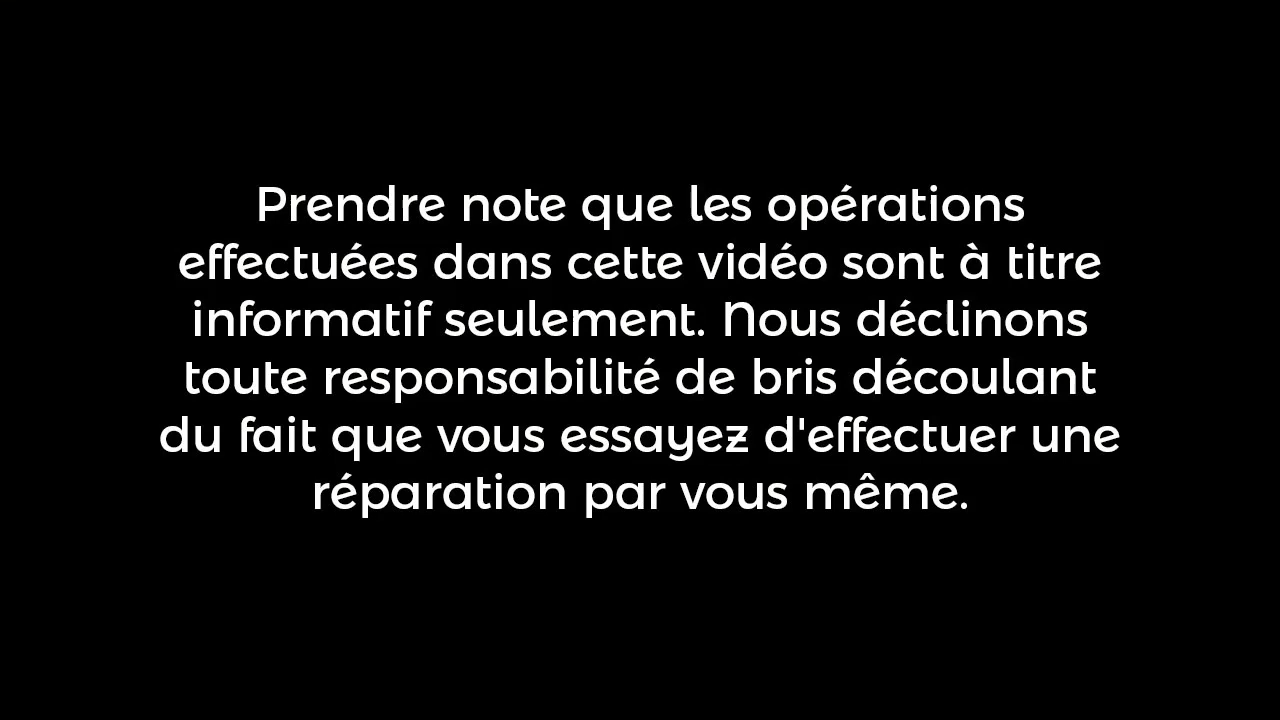 Prendre note que les opérations
effectuées dans cette vidéo sont à titre
informatif seulement. Nous déclinons
toute responsabilité de bris découlant
du fait que vous essayez d'effectuer une
réparation par vous même.